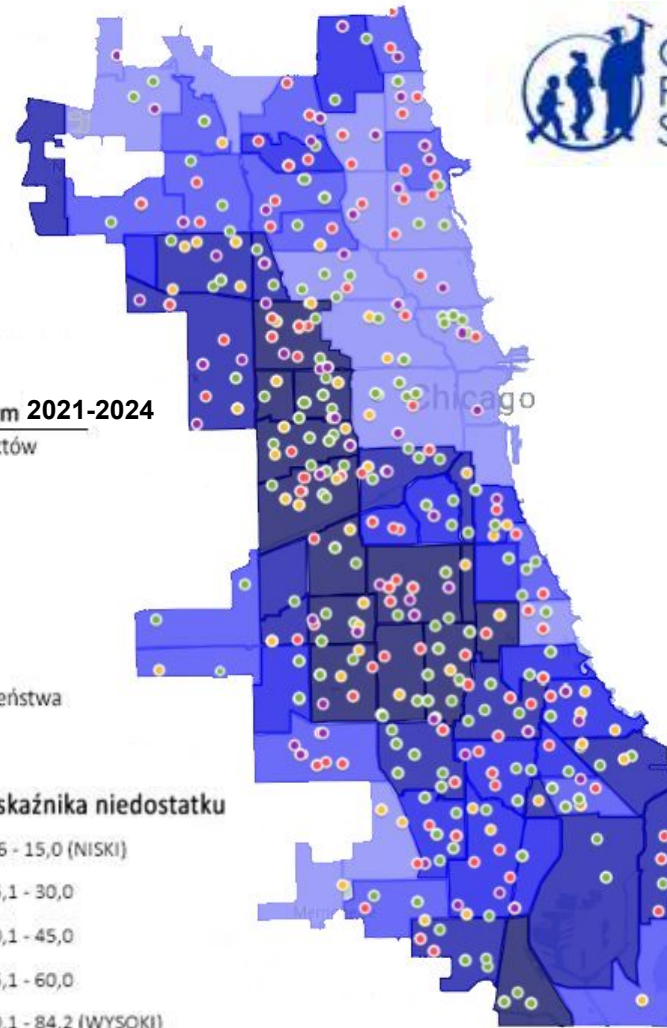 m 2021-2024
któw
Chicago
eństwa
skaźnika niedostatku
6 - 15,0 (NISKI)
,1 - 30,0
,1 - 45,0
,1 - 60,0
,1 - 84,2 (WYSOKI)